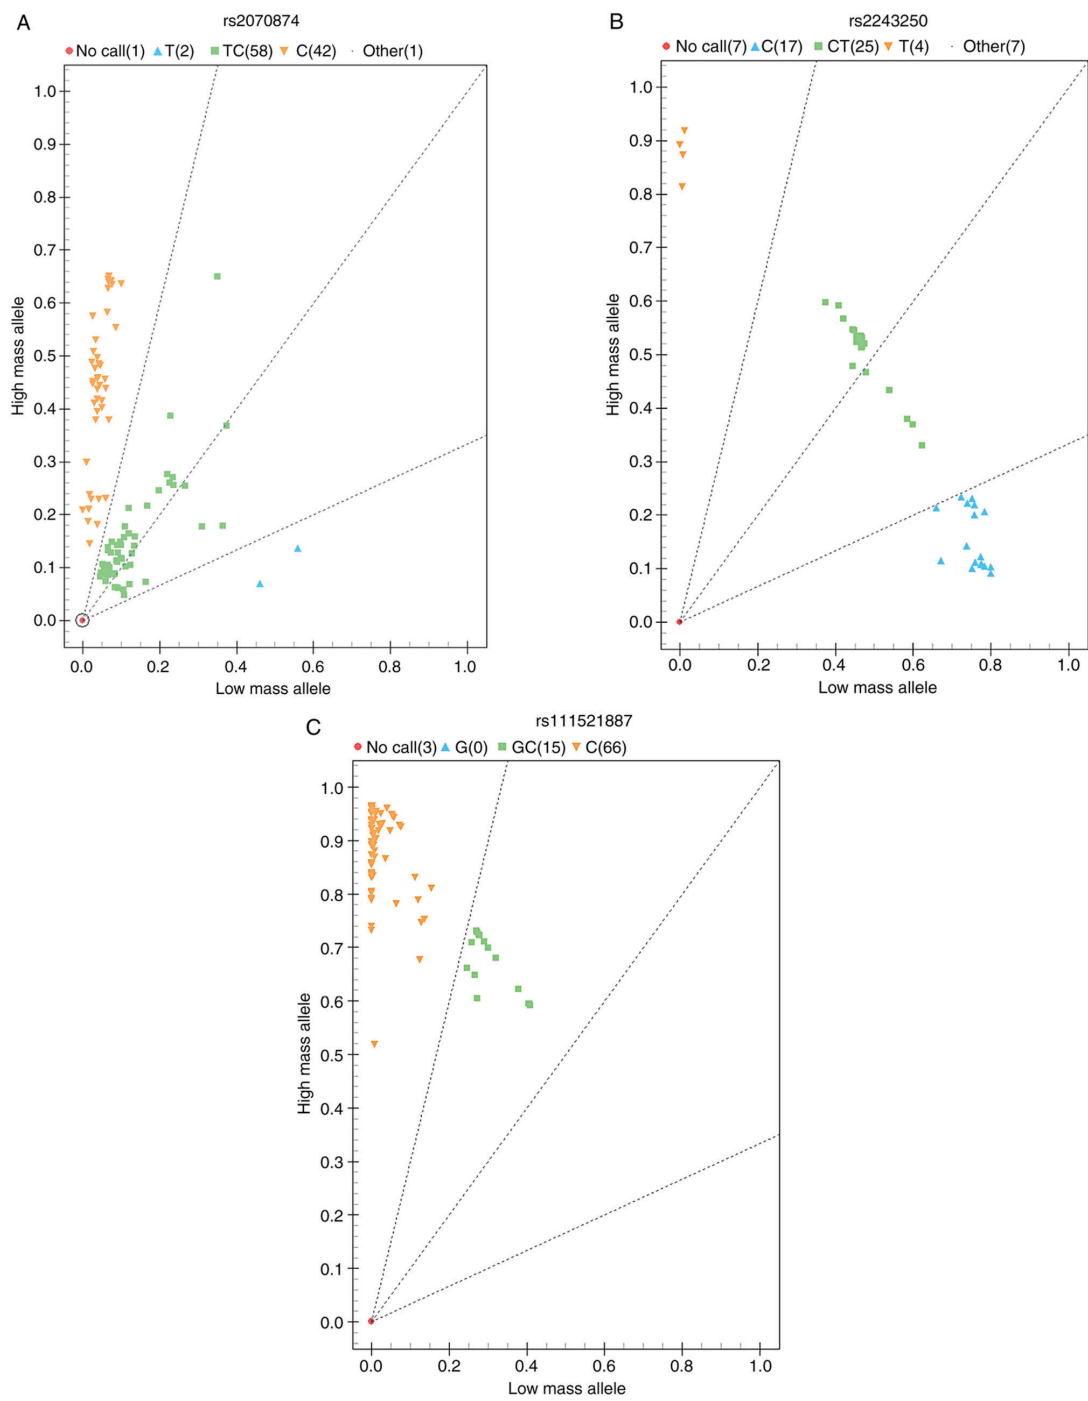 A
rs2070874
No call(1) T(2) TC(58) C(42) Other(1)
1.0
0.9
0.8
0.7
0.6
0.5
0.4
0.3
0.2
0.1
0.0
High mass allele
0.0 0.2 0.4 0.6 0.8 1.0
Low mass allele
B
rs2243250
No call(7) C(17) CT(25) T(4) Other(7)
1.0
0.9
0.8
0.7
0.6
0.5
0.4
0.3
0.2
0.1
0.0
High mass allele
0.0 0.2 0.4 0.6 0.8 1.0
Low mass allele
C
rs111521887
No call(3) G(0) GC(15) C(66)
1.0
0.9
0.8
0.7
0.6
0.5
0.4
0.3
0.2
0.1
0.0
High mass allele
0.0 0.2 0.4 0.6 0.8 1.0
Low mass allele